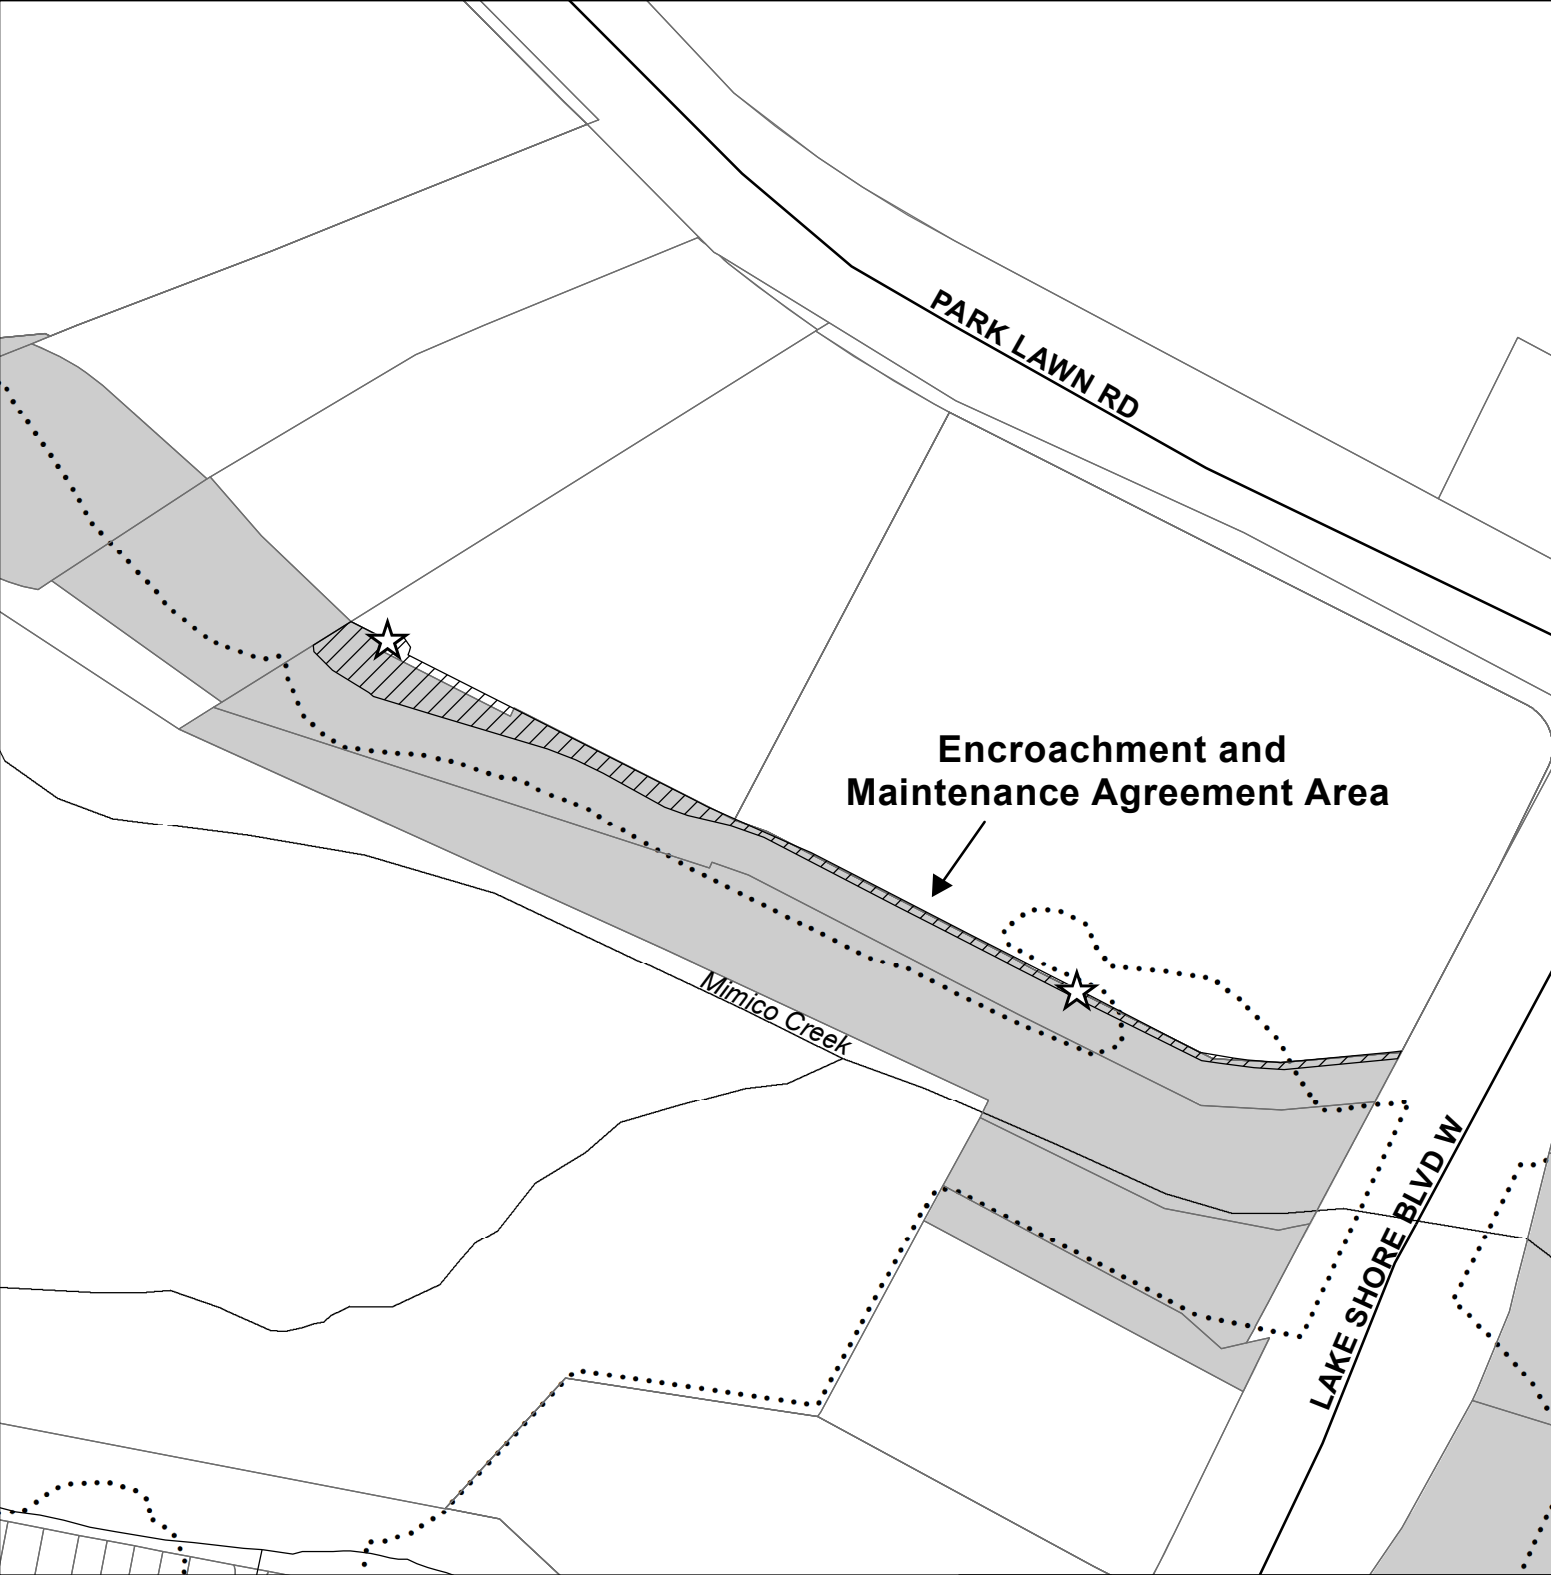 PARK LAWN RD
Encroachment and
Maintenance Agreement Area
Mimico Creek
LAKE SHORE BLVD W